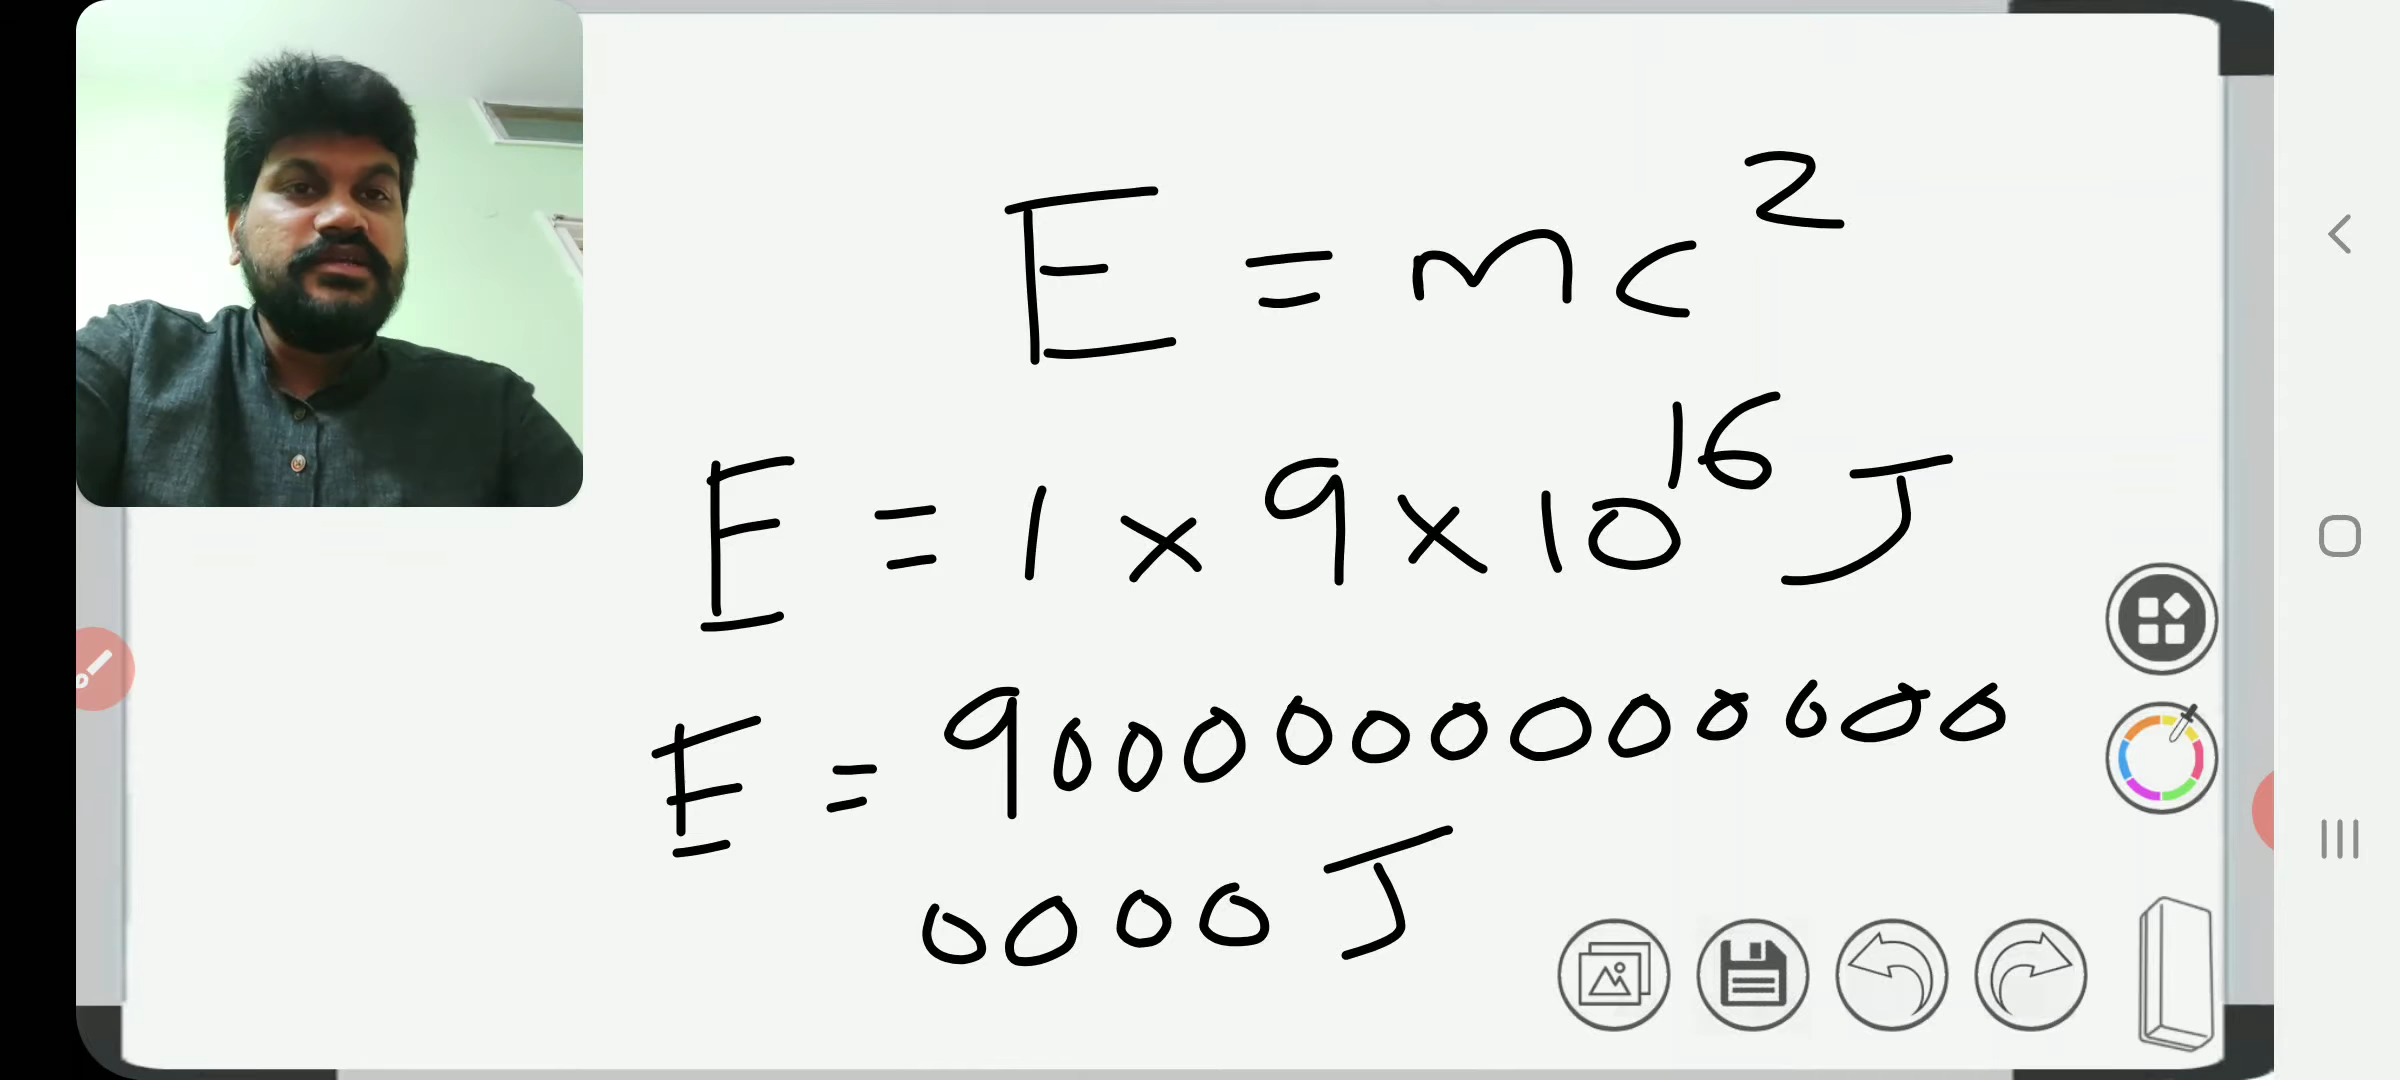 E = mc²
E = 1 × 9 × 10¹⁶ J
E = 9000000000000
0000 J